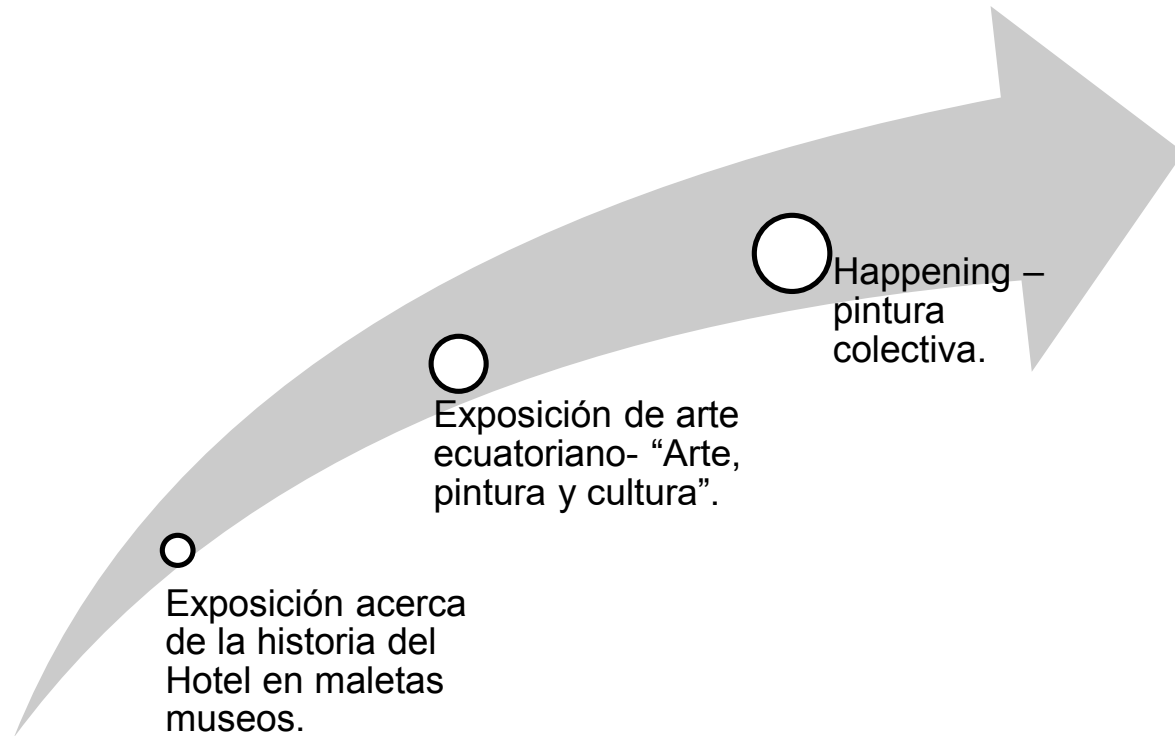 Exposición acerca
de la historia del
Hotel en maletas
museos.
Exposición de arte
ecuatoriano- “Arte,
pintura y cultura”.
Happening –
pintura
colectiva.